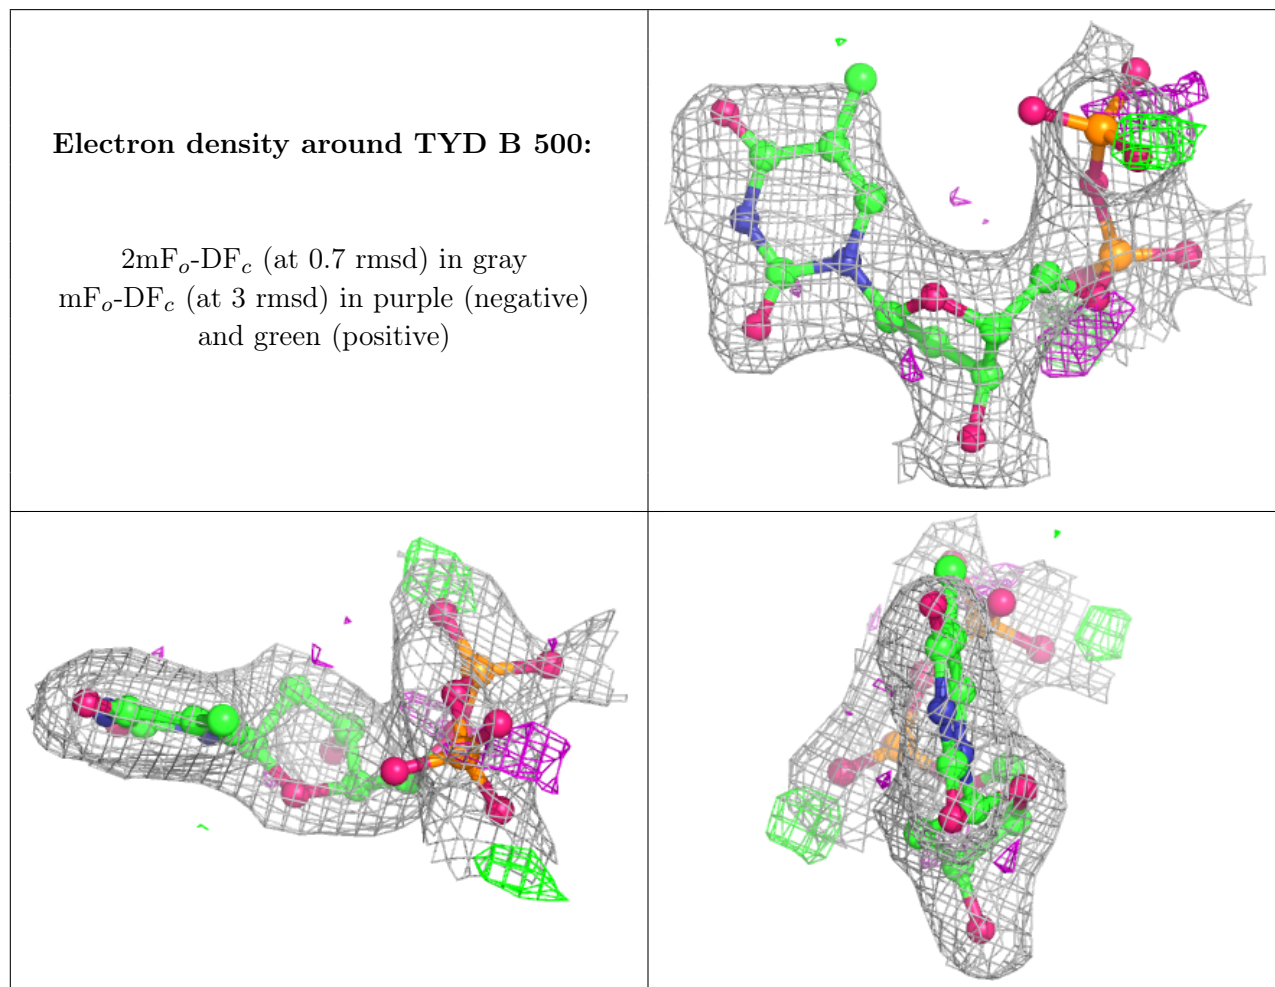 Electron density around TYD B 500:
2mFo-DFc (at 0.7 rmsd) in gray
mFo-DFc (at 3 rmsd) in purple (negative)
and green (positive)